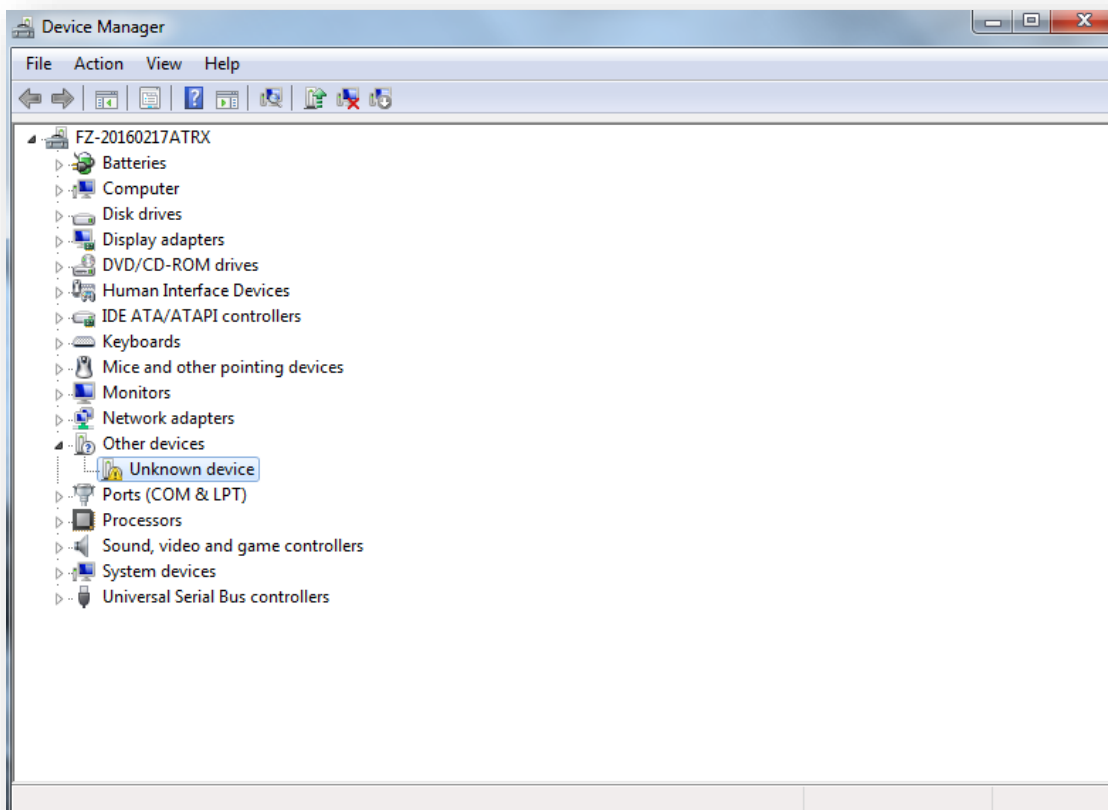 Device Manager
File Action View Help
FZ-20160217ATRX
Batteries
Computer
Disk drives
Display adapters
DVD/CD-ROM drives
Human Interface Devices
IDE ATA/ATAPI controllers
Keyboards
Mice and other pointing devices
Monitors
Network adapters
Other devices
Unknown device
Ports (COM & LPT)
Processors
Sound, video and game controllers
System devices
Universal Serial Bus controllers